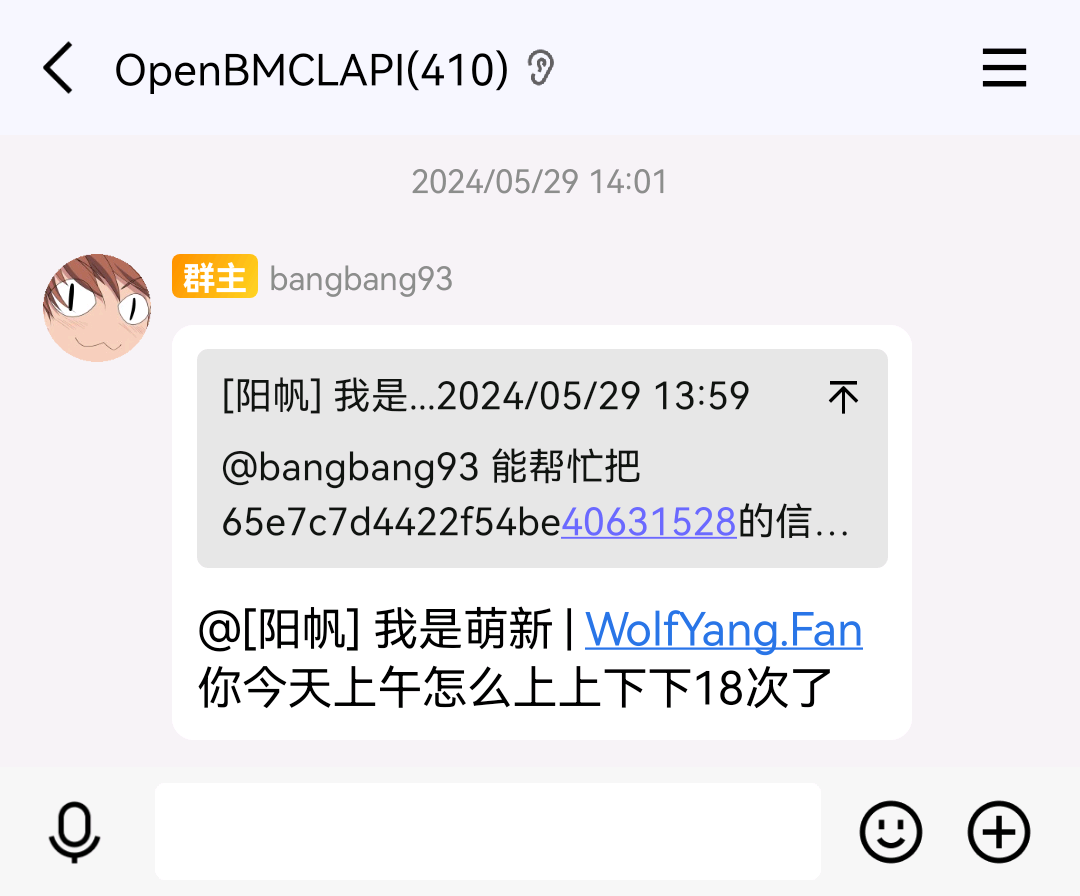 OpenBMCLAPI(410)
2024/05/29 14:01
群主 bangbang93
[阳帆] 我是...2024/05/29 13:59
@bangbang93 能帮忙把
65e7c7d4422f54be40631528的信...
@[阳帆] 我是萌新 | WolfYang.Fan
你今天上午怎么上上下下18次了